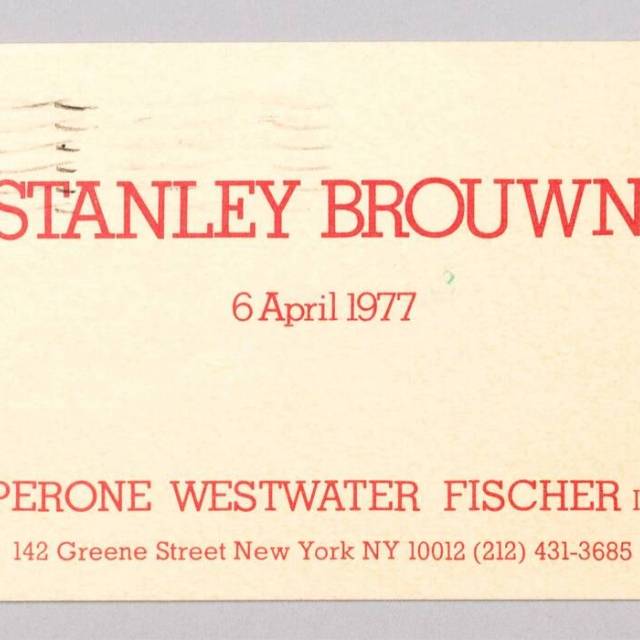 STANLEY BROUWN
6 April 1977
PERONE WESTWATER FISCHER I
142 Greene Street New York NY 10012 (212) 431-3685